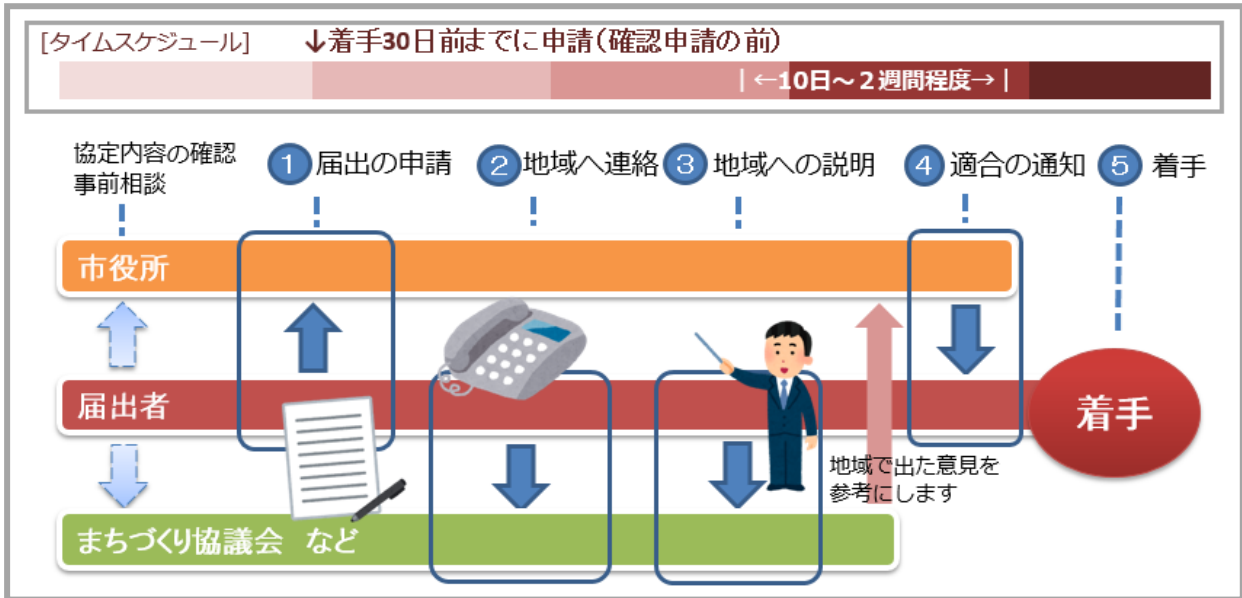 [タイムスケジュール] ↓着手30日前までに申請(確認申請の前)
|←10日～2週間程度→|
協定内容の確認
事前相談
1 届出の申請
2 地域へ連絡
3 地域への説明
4 適合の通知
5 着手
市役所
届出者
着手
地域で出た意見を
参考にします
まちづくり協議会 など